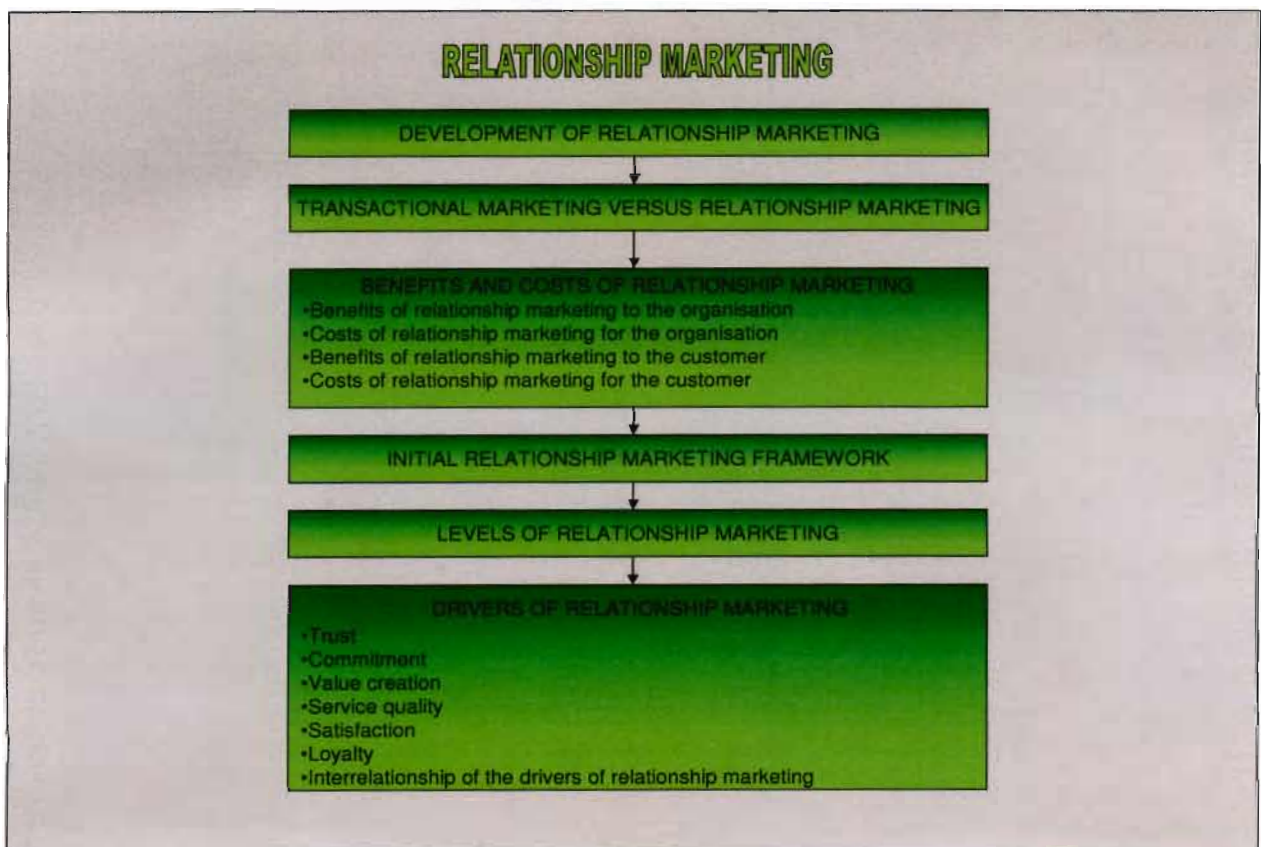 RELATIONSHIP MARKETING
DEVELOPMENT OF RELATIONSHIP MARKETING
TRANSACTIONAL MARKETING VERSUS RELATIONSHIP MARKETING
BENEFITS AND COSTS OF RELATIONSHIP MARKETING
•Benefits of relationship marketing to the organisation
•Costs of relationship marketing for the organisation
•Benefits of relationship marketing to the customer
•Costs of relationship marketing for the customer
INITIAL RELATIONSHIP MARKETING FRAMEWORK
LEVELS OF RELATIONSHIP MARKETING
DRIVERS OF RELATIONSHIP MARKETING
•Trust
•Commitment
•Value creation
•Service quality
•Satisfaction
•Loyalty
•Interrelationship of the drivers of relationship marketing